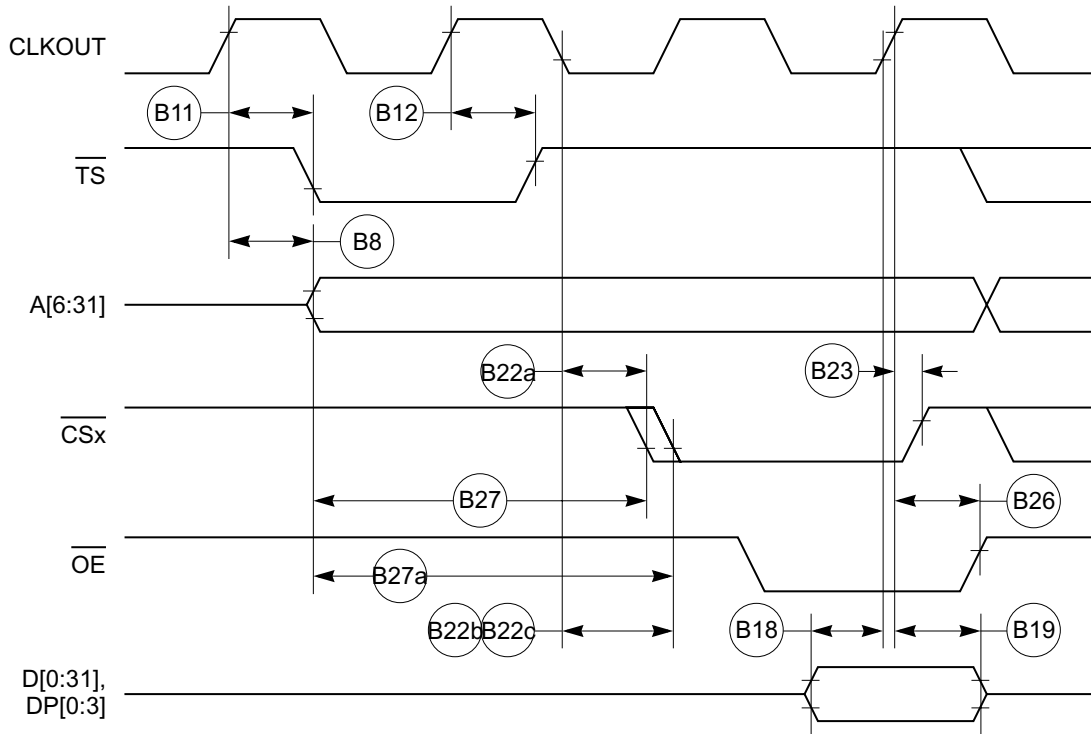 CLKOUT
B11
B12
TS
B8
A[6:31]
B22a
B23
CSx
B27
B26
OE
B27a
B22b B22c
B18
B19
D[0:31],
DP[0:3]